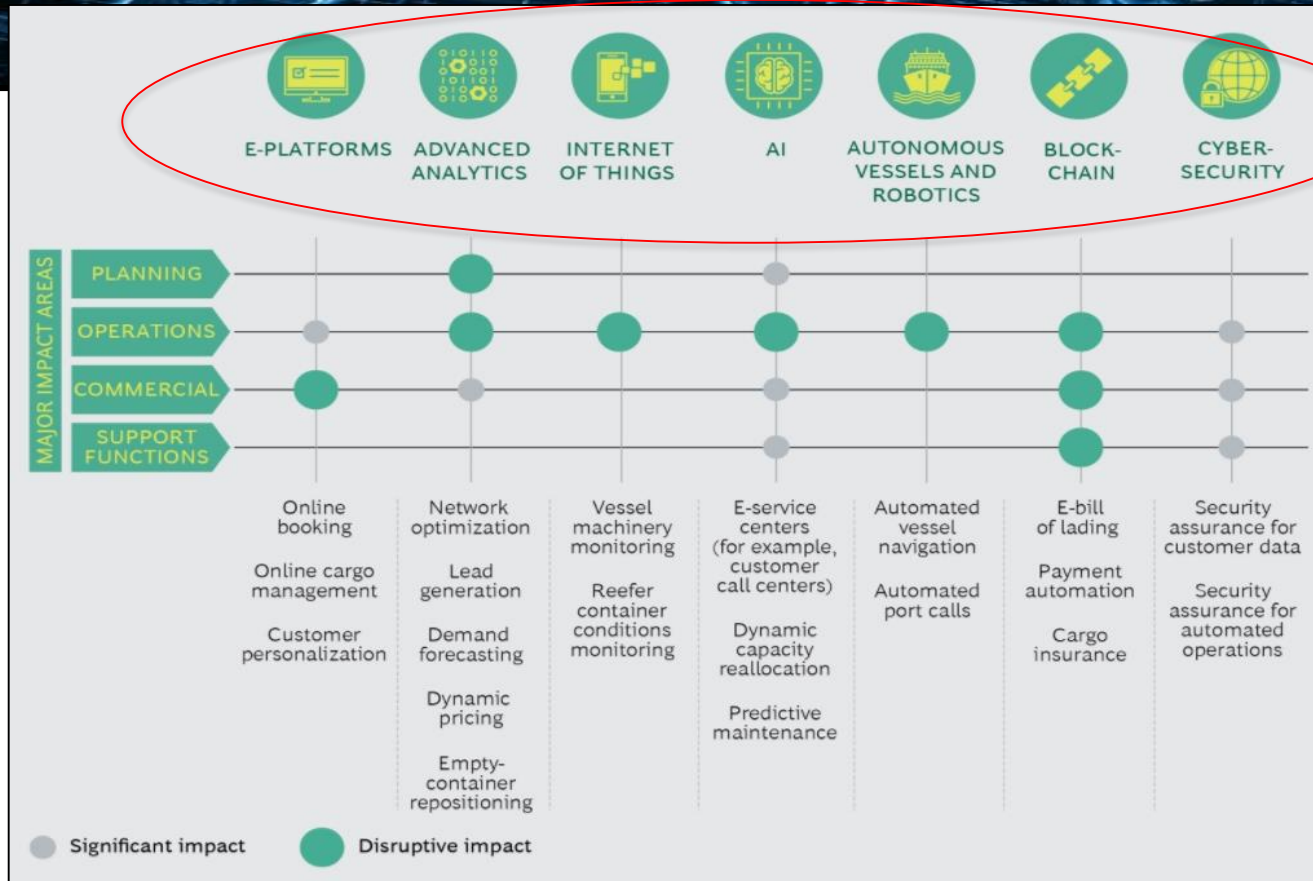 E-PLATFORMS
ADVANCED
ANALYTICS
INTERNET
OF THINGS
AI
AUTONOMOUS
VESSELS AND
ROBOTICS
BLOCK-
CHAIN
CYBER-
SECURITY
MAJOR IMPACT AREAS
PLANNING
OPERATIONS
COMMERCIAL
SUPPORT
FUNCTIONS
Online
booking
Online cargo
management
Customer
personalization
Network
optimization
Lead
generation
Demand
forecasting
Dynamic
pricing
Empty-
container
repositioning
Vessel
machinery
monitoring
Reefer
container
conditions
monitoring
E-service
centers
(for example,
customer
call centers)
Dynamic
capacity
reallocation
Predictive
maintenance
Automated
vessel
navigation
Automated
port calls
E-bill
of lading
Payment
automation
Cargo
insurance
Security
assurance for
customer data
Security
assurance for
automated
operations
Significant impact
Disruptive impact